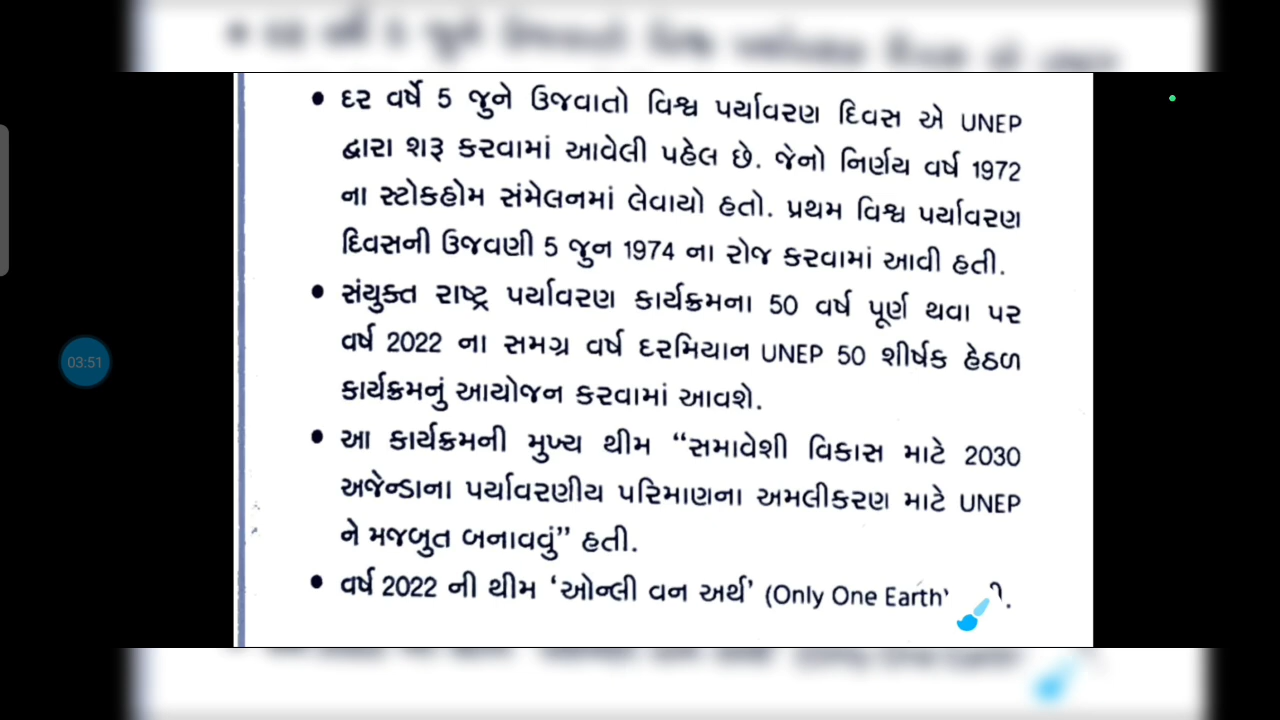 • દર વર્ષે 5 જુને ઉજવાતો વિશ્વ પર્યાવરણ દિવસ એ UNEP
દ્વારા શરૂ કરવામાં આવેલી પહેલ છે. જેનો નિર્ણય વર્ષ 1972
ના સ્ટોકહોમ સંમેલનમાં લેવાયો હતો. પ્રથમ વિશ્વ પર્યાવરણ
દિવસની ઉજવણી 5 જુન 1974 ના રોજ કરવામાં આવી હતી.
• સંયુક્ત રાષ્ટ્ર પર્યાવરણ કાર્યક્રમના 50 વર્ષ પૂર્ણ થવા પર
વર્ષ 2022 ના સમગ્ર વર્ષ દરમિયાન UNEP 50 શીર્ષક હેઠળ
કાર્યક્રમનું આયોજન કરવામાં આવશે.
• આ કાર્યક્રમની મુખ્ય થીમ “સમાવેશી વિકાસ માટે 2030
અજેન્ડાના પર્યાવરણીય પરિમાણના અમલીકરણ માટે UNEP
ને મજબુત બનાવવું” હતી.
• વર્ષ 2022 ની થીમ ‘ઓન્લી વન અર્થ’ (Only One Earth’
03:51